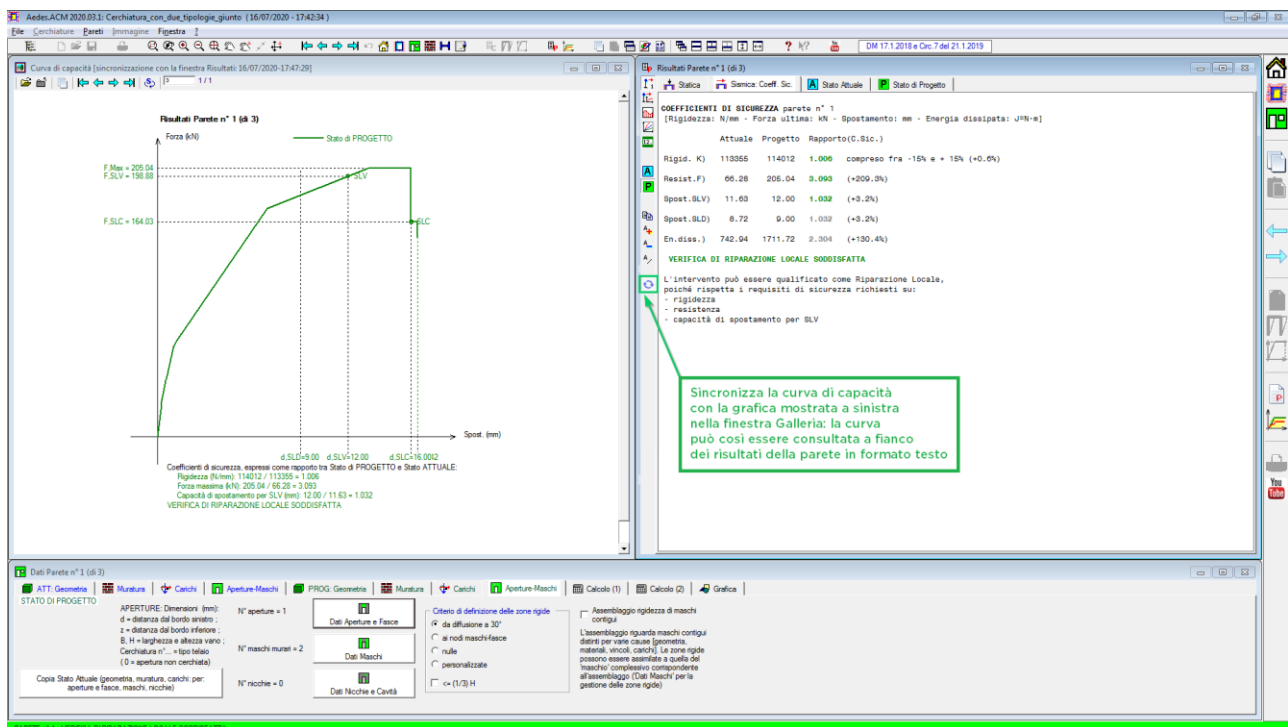 Aedes.ACM 2020.03.1: Cerchiatura_con_due_tipologie_giunto ( 16/07/2020 - 17:42:34 )
File Cerchiature Pareti Immagine Finestra ?
DM 17.1.2018 e Circ.7 del 21.1.2019
Curva di capacità [sincronizzazione con la finestra Risultati: 16/07/2020-17:47:29]
1/1
Risultati Parete n° 1 (di 3)
Forza (kN)
Stato di PROGETTO
F,Max = 205.04
F,SLV = 198.88
SLV
F,SLC = 164.03
SLC
Spost. (mm)
d,SLD=9.00 d,SLV=12.00 d,SLC=16.00
Coefficienti di sicurezza, espressi come rapporto tra Stato di PROGETTO e Stato ATTUALE:
Rigidezza (N/mm): 114012 / 113355 = 1.006
Forza massima (kN): 205.04 / 66.28 = 3.093
Capacità di spostamento per SLV (mm): 12.00 / 11.63 = 1.032
VERIFICA DI RIPARAZIONE LOCALE SODDISFATTA
Risultati Parete n° 1 (di 3)
Statica Sismica: Coeff. Sic. A Stato Attuale P Stato di Progetto
COEFFICIENTI DI SICUREZZA parete n° 1
[Rigidezza: N/mm - Forza ultima: kN - Spostamento: mm - Energia dissipata: J=N·m]
Attuale Progetto Rapporto(C.Sic.)
Rigid. K) 113355 114012 1.006 compreso fra -15% e + 15% (+0.6%)
Resist.F) 66.28 205.04 3.093 (+209.3%)
Spost.SLV) 11.63 12.00 1.032 (+3.2%)
Spost.SLD) 8.72 9.00 1.032 (+3.2%)
En.diss.) 742.94 1711.72 2.304 (+130.4%)
VERIFICA DI RIPARAZIONE LOCALE SODDISFATTA
L'intervento può essere qualificato come Riparazione Locale,
poiché rispetta i requisiti di sicurezza richiesti su:
- rigidezza
- resistenza
- capacità di spostamento per SLV
Sincronizza la curva di capacità
con la grafica mostrata a sinistra
nella finestra Galleria: la curva
può così essere consultata a fianco
dei risultati della parete in formato testo
You
Tube
Dati Parete n° 1 (di 3)
ATT: Geometria Muratura Carichi Aperture-Maschi PROG: Geometria Muratura Carichi Aperture-Maschi Calcolo (1) Calcolo (2) Grafica
STATO DI PROGETTO
APERTURE: Dimensioni (mm):
d = distanza dal bordo sinistro ;
z = distanza dal bordo inferiore ;
B, H = larghezza e altezza vano ;
Cerchiatura n°... = tipo telaio
( 0 = apertura non cerchiata)
Copia Stato Attuale (geometria, muratura, carichi: per:
aperture e fasce, maschi, nicchie)
N° aperture = 1
Dati Aperture e Fasce
N° maschi murari = 2
Dati Maschi
N° nicchie = 0
Dati Nicchie e Cavità
Criterio di definizione delle zone rigide
da diffusione a 30°
ai nodi maschi-fasce
nulle
personalizzate
<= (1/3) H
Assemblaggio rigidezza di maschi
contigui
L'assemblaggio riguarda maschi contigui
distinti per varie cause [geometria,
materiali, vincoli, carichi]. Le zone rigide
possono essere assimilate a quella del
'maschio' complessivo corrispondente
all'assemblaggio ('Dati Maschi' per la
gestione delle zone rigide)